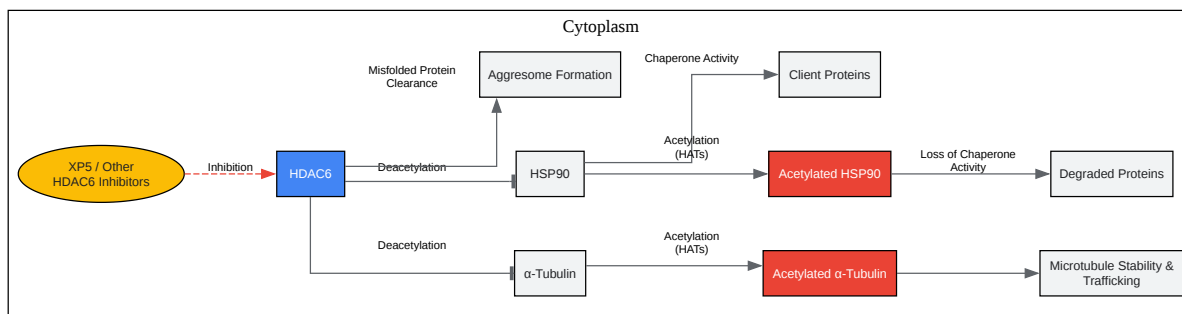 Cytoplasm
Misfolded Protein
Clearance
Aggresome Formation
Chaperone Activity
Client Proteins
XP5 / Other
HDAC6 Inhibitors
Inhibition
HDAC6
Deacetylation
HSP90
Acetylation
(HATs)
Acetylated HSP90
Loss of Chaperone
Activity
Degraded Proteins
Deacetylation
α-Tubulin
Acetylation
(HATs)
Acetylated α-Tubulin
Microtubule Stability &
Trafficking